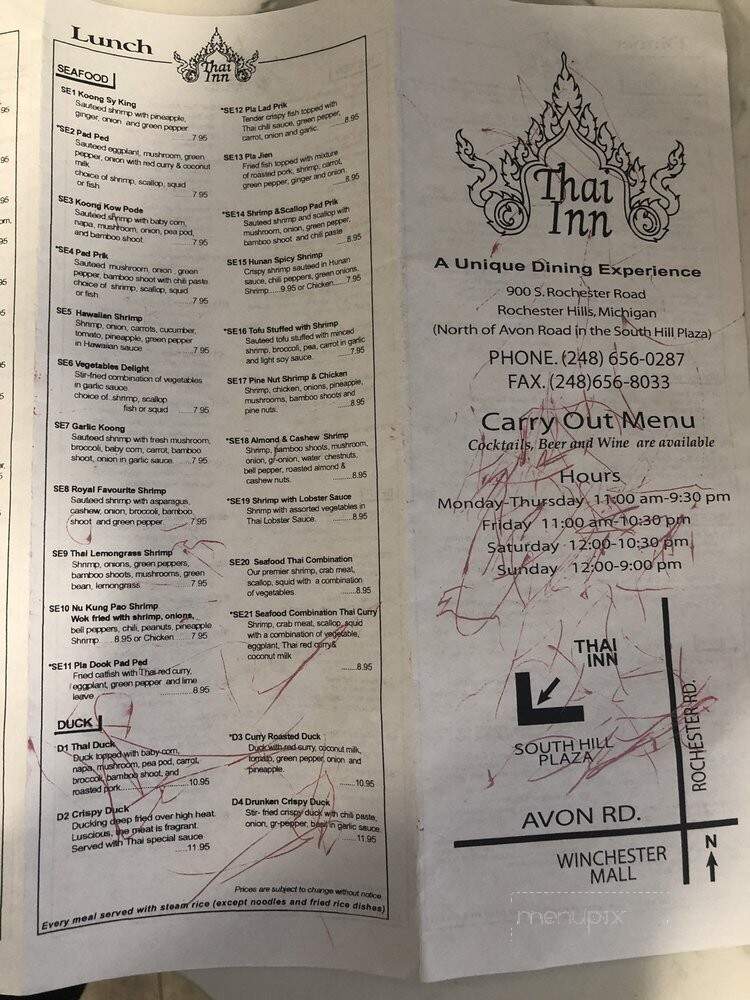 Lunch
Thai
Inn
SEAFOOD
SE1 Koong Sy King
Sauteed shrimp with pineapple,
ginger, onion and green pepper
......7.95
*SE2 Pad Ped
Sauteed eggplant, mushroom, green
pepper, onion with red curry & coconut
milk
choice of shrimp, scallop, squid
or fish
7.95
SE3 Koong Kow Pode
Sauteed shrimp with baby corn,
napa, mushroom, onion, pea pod,
and bamboo shoot ........7.95
*SE4 Pad Prik
Sauteed mushroom, onion, green
pepper, bamboo shoot with chili paste
choice of shrimp, scallop, squid
or fish
.......7.95
SE5 Hawaiian Shrimp
Shrimp, onion, carrots, cucumber,
tomato, pineapple, green pepper
in Hawaiian sauce .......7.95
SE6 Vegetables Delight
Stir-fried combination of vegetables
in garlic sauce.
choice of shrimp, scallop
fish or squid ......7.95
SE7 Garlic Koong
Sauteed shrimp with fresh mushroom,
broccoli, baby corn, carrot, bamboo
shoot, onion in garlic sauce .....7.95
SE8 Royal Favourite Shrimp
Sauteed shrimp with asparagus,
cashew, onion, broccoli, bamboo,
shoot and green pepper .......7.95
SE9 Thai Lemongrass Shrimp
Shrimp, onions, green peppers,
bamboo shoots, mushrooms, green
bean, lemongrass ..........7.95
SE10 Nu Kung Pao Shrimp
Wok fried with shrimp, onions,
bell peppers, chili, peanuts, pineapple
Shrimp.....8.95 or Chicken ....7.95
*SE11 Pla Dook Pad Ped
Fried catfish with Thai red curry,
eggplant, green pepper and lime
leave ..................8.95
*SE12 Pla Lad Prik
Tender crispy fish topped with
Thai chili sauce, green pepper,
carrot, onion and garlic. .......8.95
SE13 Pla Jien
Fried fish topped with mixture
of roasted pork, shrimp, carrot,
green pepper, ginger and onion.
.....8.95
*SE14 Shrimp &Scallop Pad Prik
Sauteed shrimp and scallop with
mushroom, onion, green pepper,
bamboo shoot and chili paste
.......8.95
SE15 Hunan Spicy Shrimp
Crispy shrimp sauteed in Hunan
sauce, chili peppers, green onions.
Shrimp.....9.95 or Chicken.....7.95
*SE16 Tofu Stuffed with Shrimp
Sauteed tofu stuffed with minced
shrimp, broccoli, pea, carrot in garlic
and light soy sauce. ......7.95
SE17 Pine Nut Shrimp & Chicken
Shrimp, chicken, onions, pineapple,
mushrooms, bamboo shoots and
pine nuts. .......8.95
*SE18 Almond & Cashew Shrimp
Shrimp, bamboo shoots, mushroom,
onion, gr-onion, water chestnuts,
bell pepper, roasted almond &
cashew nuts. ........8.95
*SE19 Shrimp with Lobster Sauce
Shrimp with assorted vegetables in
Thai Lobster Sauce. .......8.95
SE20 Seafood Thai Combination
Our premier shrimp, crab meat,
scallop, squid with a combination
of vegetables. ........8.95
*SE21 Seafood Combination Thai Curry
Shrimp, crab meat, scallop, squid
with a combination of vegetable,
eggplant, Thai red curry&
coconut milk
........8.95
DUCK
D1 Thai Duck
Duck topped with baby corn,
napa, mushroom, pea pod, carrot,
broccoli, bamboo shoot, and
roasted pork..................10.95
D2 Crispy Duck
Ducking deep fried over high heat.
Luscious, the meat is fragrant.
Served with Thai special sauce
.....11.95
*D3 Curry Roasted Duck
Duck with red curry, coconut milk,
tomato, green pepper, onion and
pineapple.
..........10.95
D4 Drunken Crispy Duck
Stir- fried crispy duck with chili paste,
onion, gr-pepper, basil in garlic sauce.
......11.95
Prices are subject to change without notice
Every meal served with steam rice (except noodles and fried rice dishes)
Thai
Inn
A Unique Dining Experience
900 S. Rochester Road
Rochester Hills, Michigan
(North of Avon Road in the South Hill Plaza)
PHONE. (248) 656-0287
FAX. (248)656-8033
Carry Out Menu
Cocktails, Beer and Wine are available
Hours
Monday-Thursday 11:00 am-9:30 pm
Friday 11:00 am-10:30 pm
Saturday 12:00-10:30 pm
Sunday 12:00-9:00 pm
THAI
INN
SOUTH HILL
PLAZA
ROCHESTER RD.
AVON RD.
WINCHESTER
MALL
N
menupix